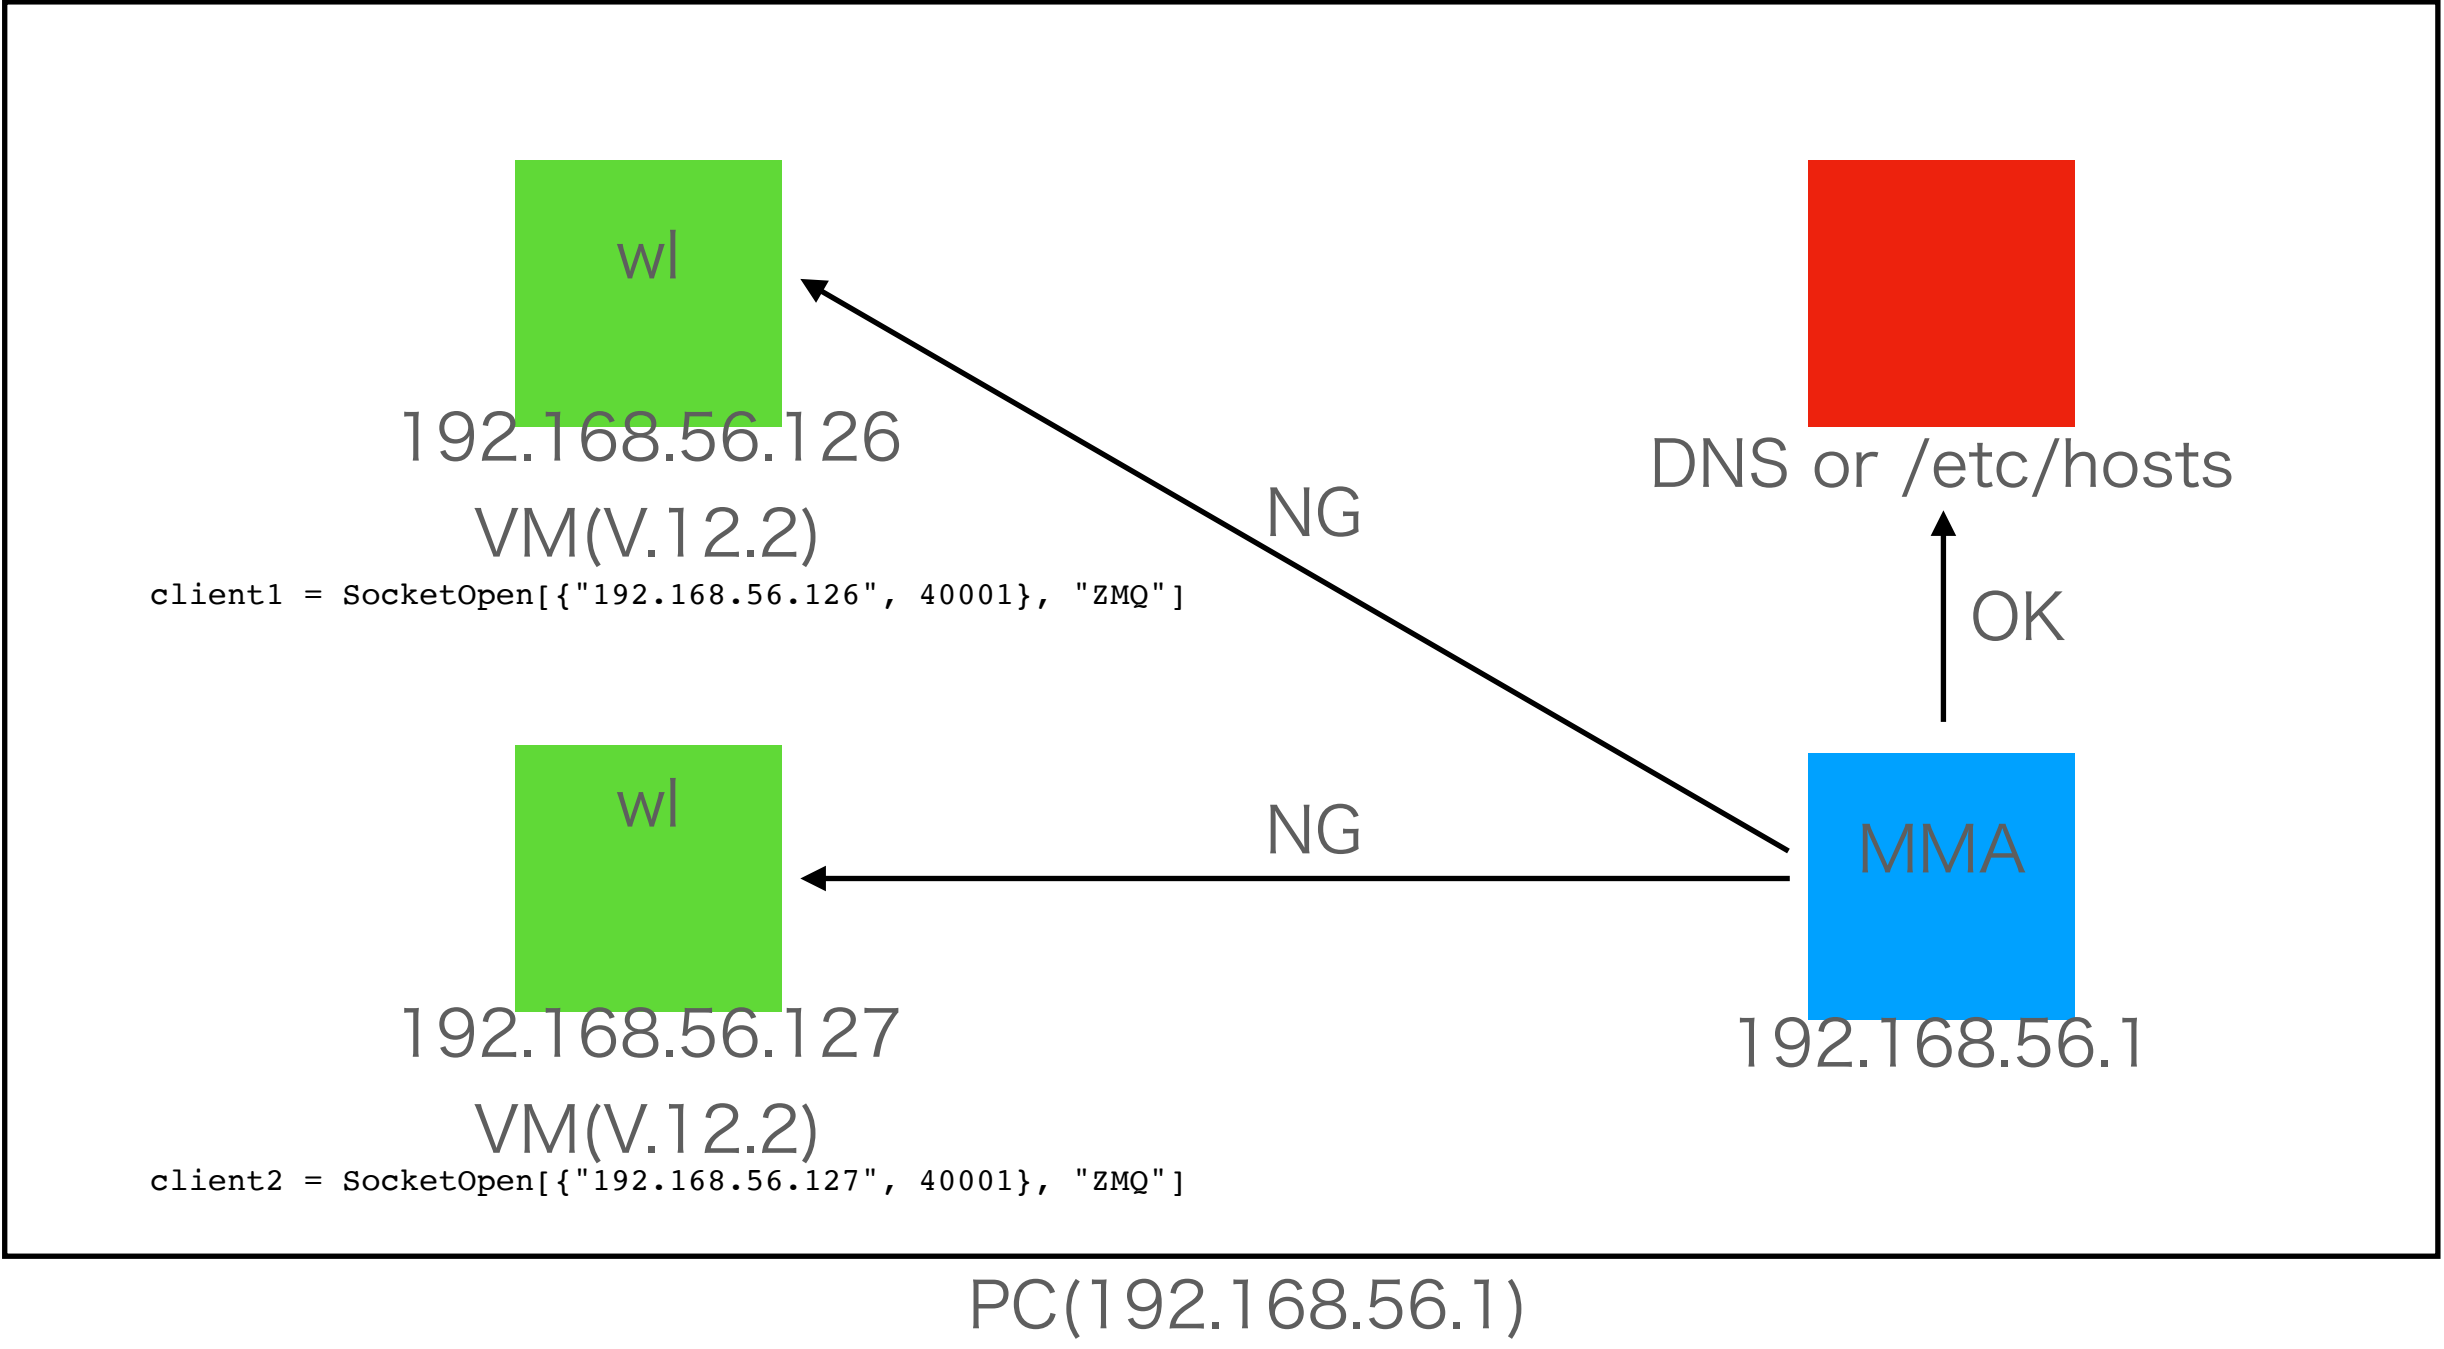 wl
192.168.56.126
VM(V.12.2)
client1 = SocketOpen[{"192.168.56.126", 40001}, "ZMQ"]
NG
DNS or /etc/hosts
OK
wl
192.168.56.127
VM(V.12.2)
client2 = SocketOpen[{"192.168.56.127", 40001}, "ZMQ"]
NG
MMA
192.168.56.1
PC(192.168.56.1)